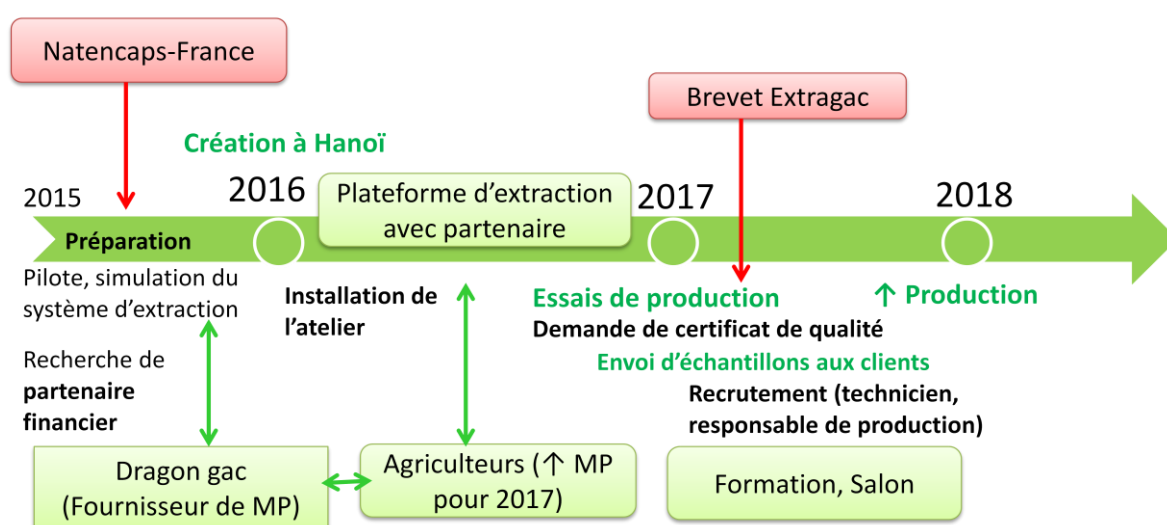 Natencaps-France
Brevet Extragac
Création à Hanoï
2015
2016
Plateforme d’extraction
avec partenaire
2017
2018
Préparation
Pilote, simulation du
système d’extraction
Installation de
l’atelier
Essais de production
↑ Production
Demande de certificat de qualité
Envoi d’échantillons aux clients
Recherche de
partenaire
financier
Recrutement (technicien,
responsable de production)
Dragon gac
(Fournisseur de MP)
Agriculteurs (↑ MP
pour 2017)
Formation, Salon